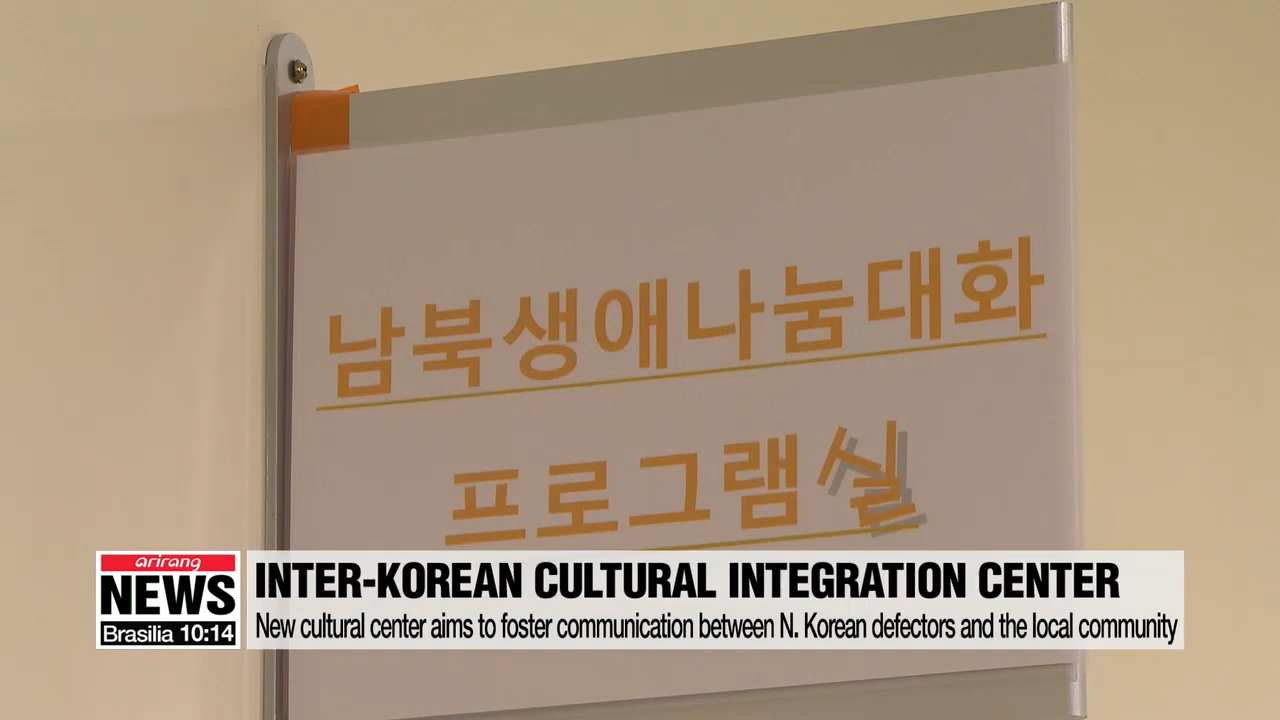 남북생애나눔대화
프로그램실
arirang
NEWS
Brasilia 10:14
INTER-KOREAN CULTURAL INTEGRATION CENTER
New cultural center aims to foster communication between N. Korean defectors and the local community